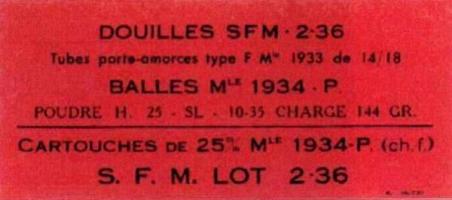 DOUILLES SFM · 2-36
Tubes porte-amorces type F Mle 1933 de 14/18
BALLES MLE 1934 · P.
POUDRE H. 25 - SL - 10-35 CHARGE 144 GR.
CARTOUCHES DE 25m/m MLE 1934-P. (ch. f.)
S. F. M. LOT 2-36